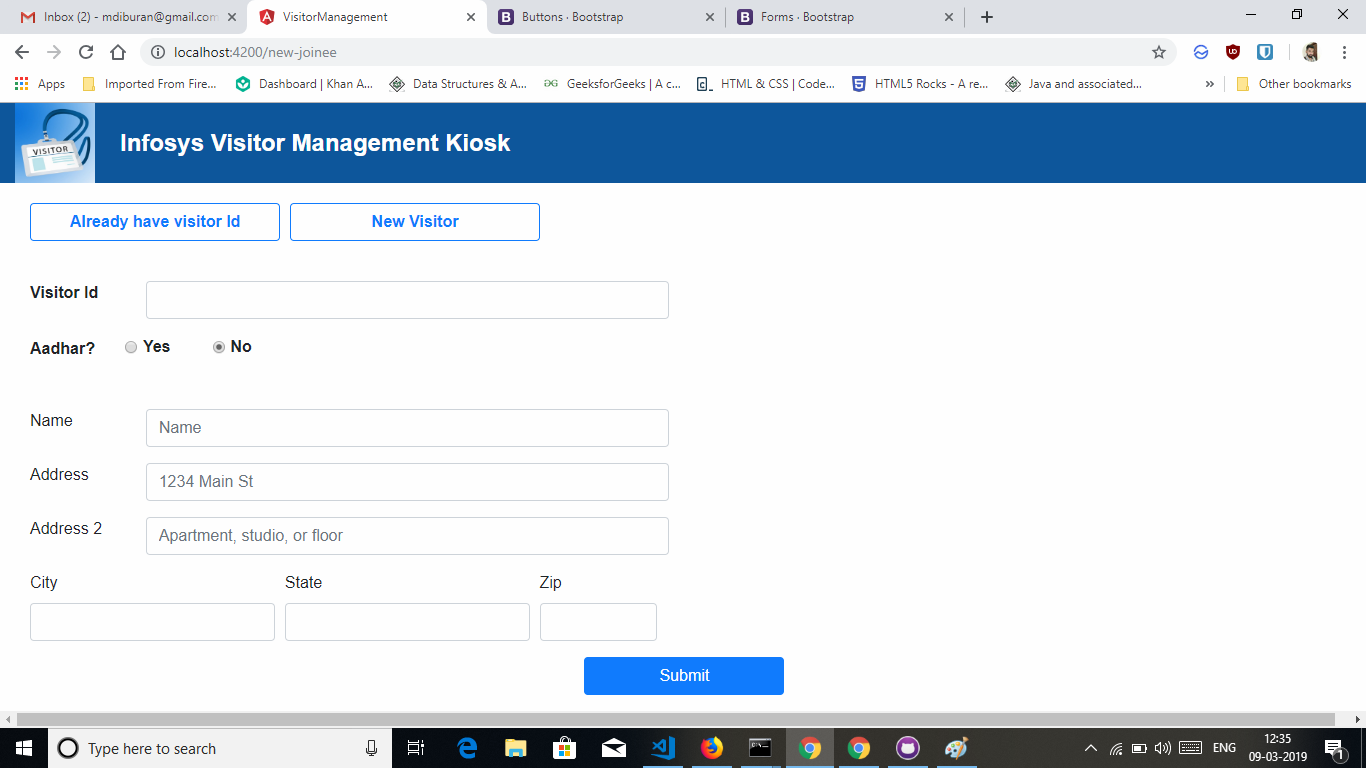 Inbox (2) - mdiburan@gmail.com
VisitorManagement
Buttons · Bootstrap
Forms · Bootstrap
localhost:4200/new-joinee
Apps
Imported From Fire...
Dashboard | Khan A...
Data Structures & A...
GeeksforGeeks | A c...
HTML & CSS | Code...
HTML5 Rocks - A re...
Java and associated...
»
Other bookmarks
VISITOR
Infosys Visitor Management Kiosk
Already have visitor Id
New Visitor
Visitor Id
Aadhar? Yes No
Name
Name
Address
1234 Main St
Address 2
Apartment, studio, or floor
City State Zip
Submit
Type here to search
ENG
12:35
09-03-2019
1